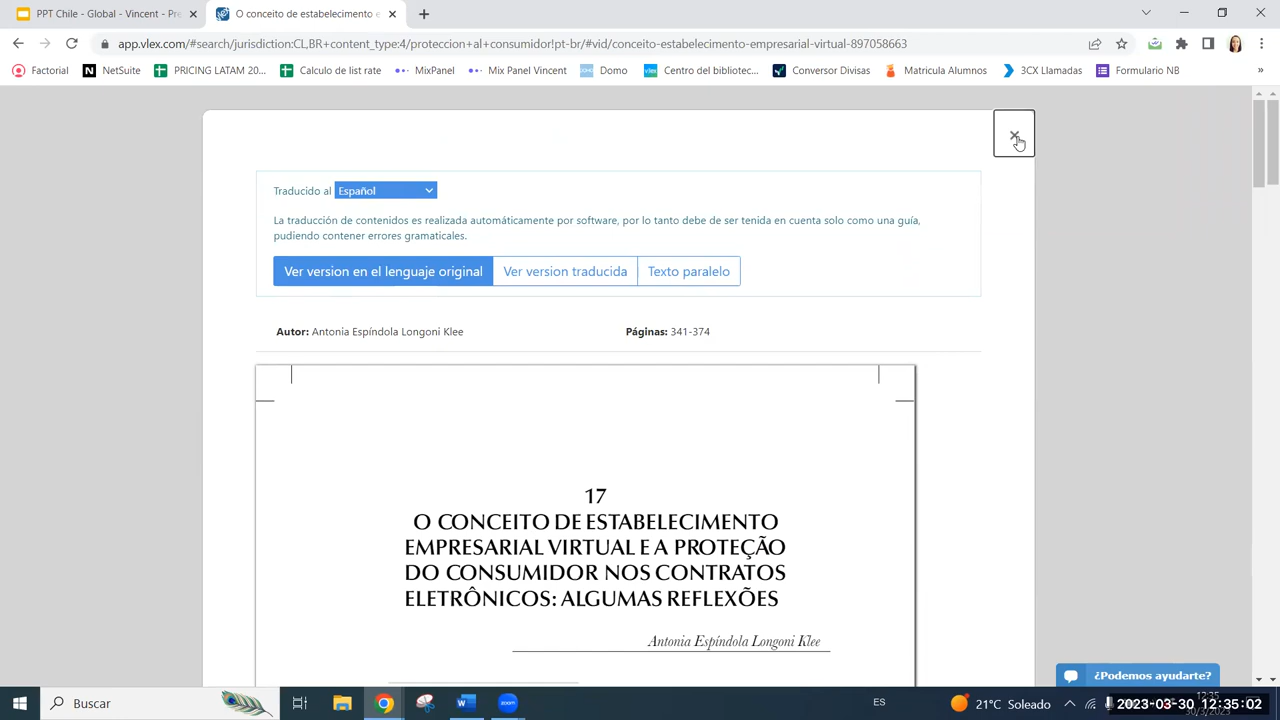 PPT Chile - Global - Vincent - Pre
O conceito de estabelecimento e
app.vlex.com/#search/jurisdiction:CL,BR+content_type:4/proteccion+al+consumidor!pt-br/#vid/conceito-estabelecimento-empresarial-virtual-897058663
Factorial
NetSuite
PRICING LATAM 20...
Calculo de list rate
MixPanel
Mix Panel Vincent
Domo
Centro del bibliotec...
Conversor Divisas
Matricula Alumnos
3CX Llamadas
Formulario NB
»
Traducido al Español
La traducción de contenidos es realizada automáticamente por software, por lo tanto debe de ser tenida en cuenta solo como una guía,
pudiendo contener errores gramaticales.
Ver version en el lenguaje original Ver version traducida Texto paralelo
Autor: Antonia Espíndola Longoni Klee Páginas: 341-374
17
O CONCEITO DE ESTABELECIMENTO
EMPRESARIAL VIRTUAL E A PROTEÇÃO
DO CONSUMIDOR NOS CONTRATOS
ELETRÔNICOS: ALGUMAS REFLEXÕES
Antonia Espíndola Longoni Klee
¿Podemos ayudarte?
Buscar
ES
21°C Soleado
2023-03-30 12:35:02